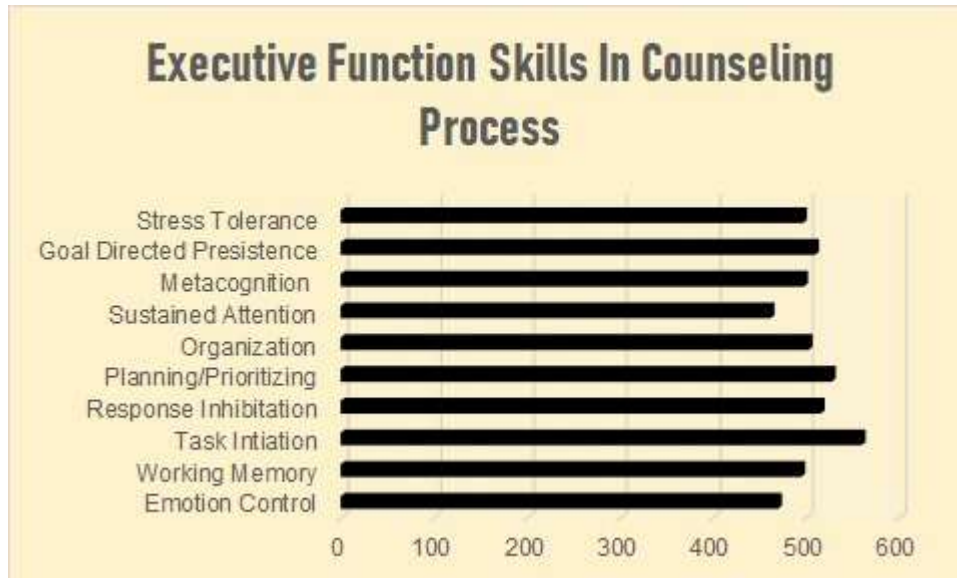 Executive Function Skills In Counseling
Process
Stress Tolerance
Goal Directed Presistence
Metacognition
Sustained Attention
Organization
Planning/Prioritizing
Response Inhibitation
Task Intiation
Working Memory
Emotion Control
0 100 200 300 400 500 600